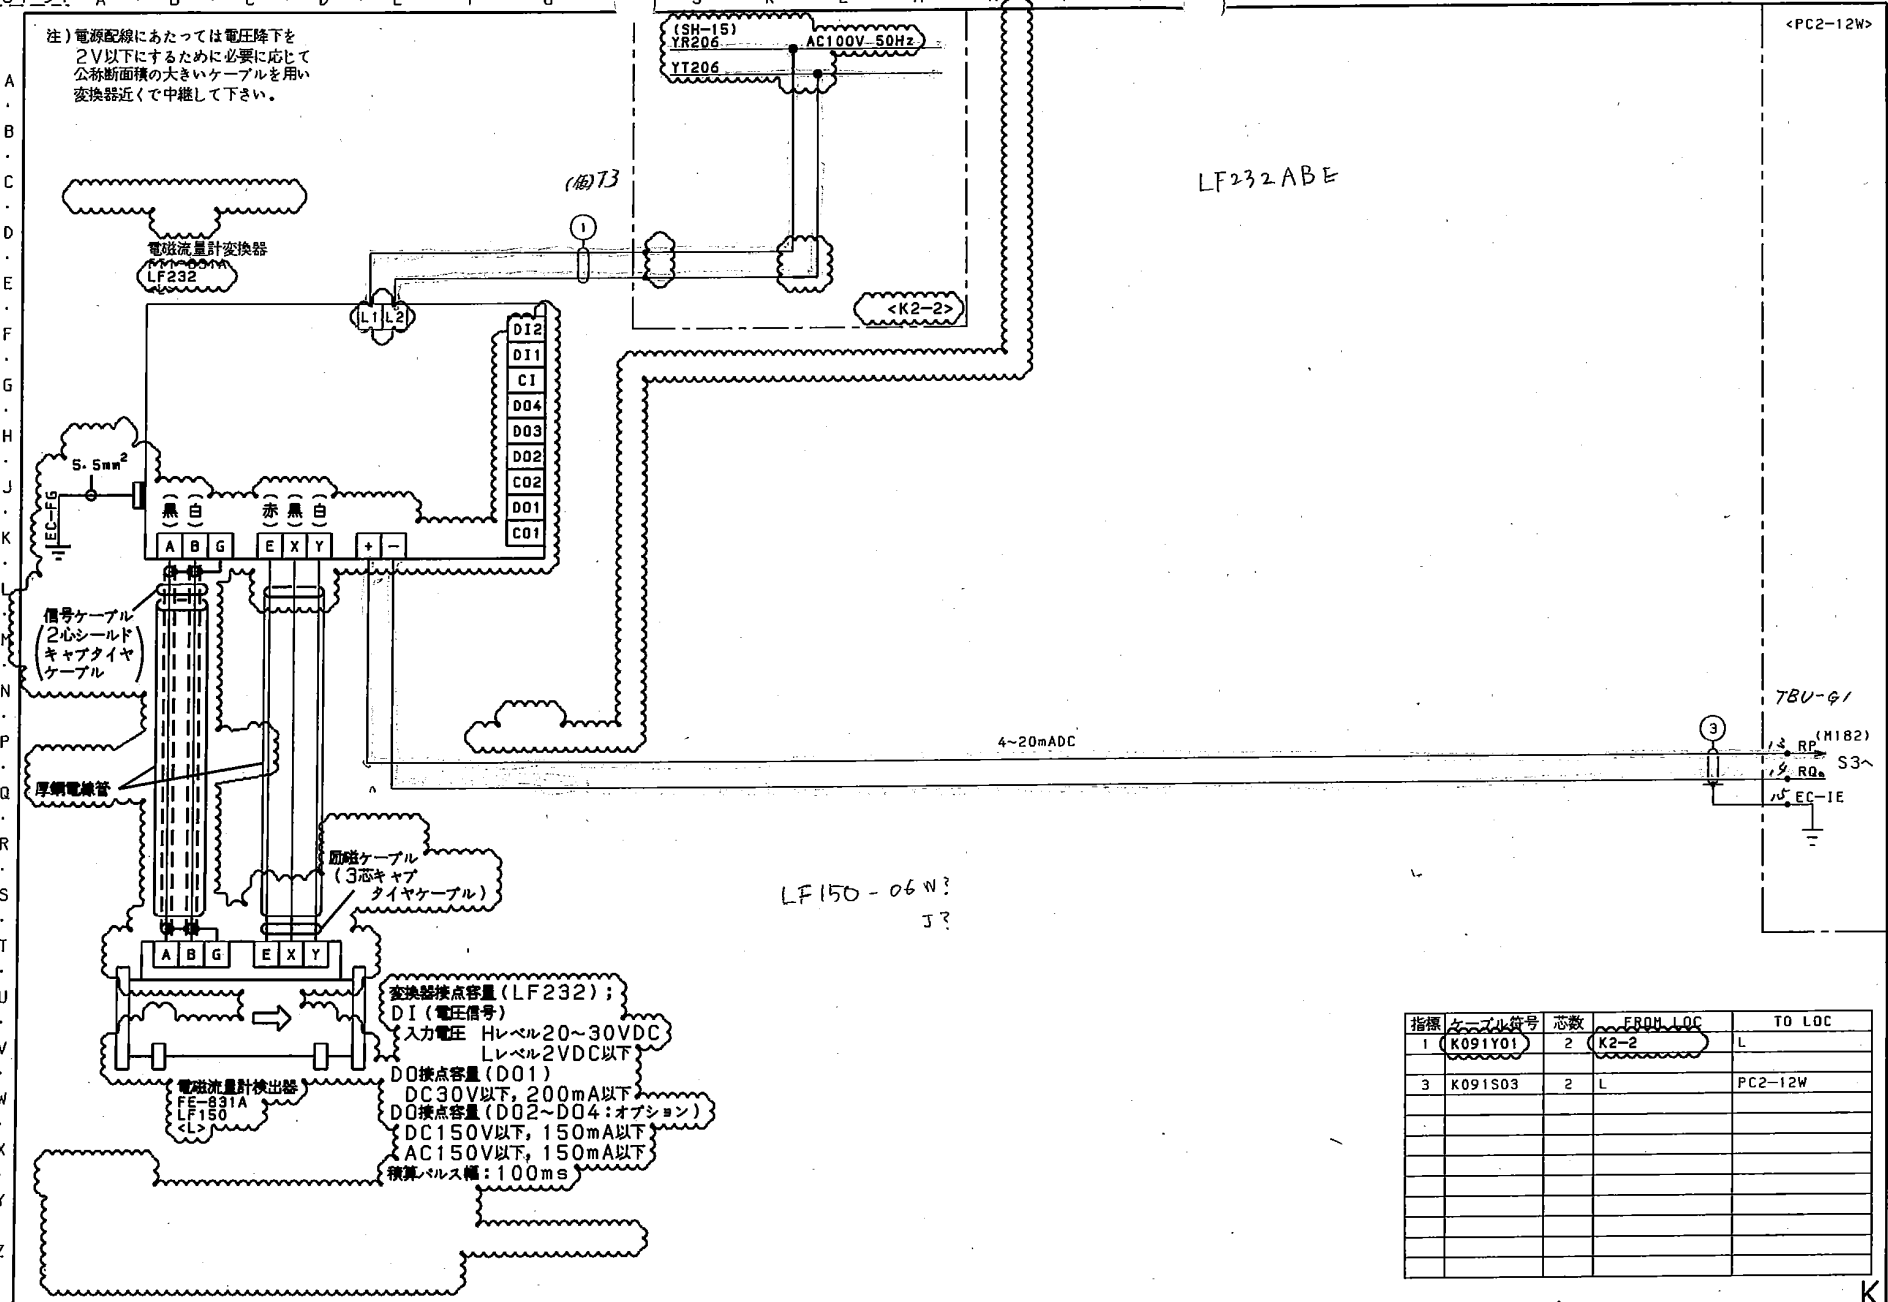 注）電源配線にあたっては電圧降下を
２Ｖ以下にするために必要に応じて
公称断面積の大きいケーブルを用い
変換器近くで中継して下さい。
(SH-15)
YR206
AC100V 50Hz
YT206
<PC2-12W>
(仮)T3
LF232ABE
1
電磁流量計変換器
LF232
<K2-2>
L1 L2
DI2
DI1
CI
DO4
DO3
DO2
CO2
DO1
CO1
5.5mm²
EC-FG
(黒) (白) (赤) (黒) (白)
A B G E X Y + −
信号ケーブル
(2心シールド
キャブタイヤ
ケーブル)
厚鋼電線管
4~20mADC
3
TBU-G1
13 RP (M182)
S3へ
14 RQ
15 EC-IE
励磁ケーブル
(3芯キャブ
タイヤケーブル)
LF150-06W?
J?
A B G E X Y
電磁流量計検出器
FE-831A
LF150
<L>
変換器接点容量(LF232);
DI(電圧信号)
入力電圧 Hレベル20~30VDC
Lレベル2VDC以下
DO接点容量(DO1)
DC30V以下, 200mA以下
DO接点容量(DO2~DO4:オプション)
DC150V以下, 150mA以下
AC150V以下, 150mA以下
積算パルス幅:100ms
指標 ケーブル符号 芯数 FROM LOC TO LOC
1 K091Y01 2 K2-2 L
3 K091S03 2 L PC2-12W
K
A
B
C
D
E
F
G
H
J
K
L
M
N
P
Q
R
S
T
U
V
W
X
Y
Z